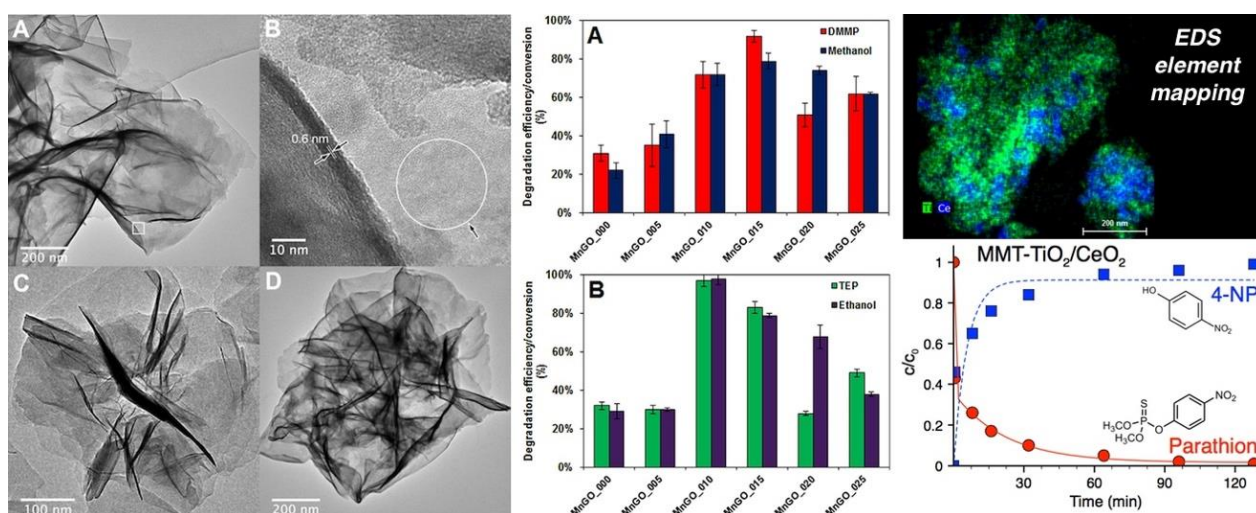 A
200 nm
B
0.6 nm
10 nm
C
100 nm
D
200 nm
A
DMMP
Methanol
Degradation efficiency/conversion
(%)
100%
80%
60%
40%
20%
0%
MnGO_000
MnGO_005
MnGO_010
MnGO_015
MnGO_020
MnGO_025
B
TEP
Ethanol
Degradation efficiency/conversion
(%)
100%
80%
60%
40%
20%
0%
MnGO_000
MnGO_005
MnGO_010
MnGO_015
MnGO_020
MnGO_025
EDS
element
mapping
Ti Ce
200 nm
MMT-TiO₂/CeO₂
4-NP
HO
NO₂
S
NO₂
H₃CO
P
O
H₃CO
Parathion
c/c₀
1
0.8
0.6
0.4
0.2
0
30
60
90
120
Time (min)